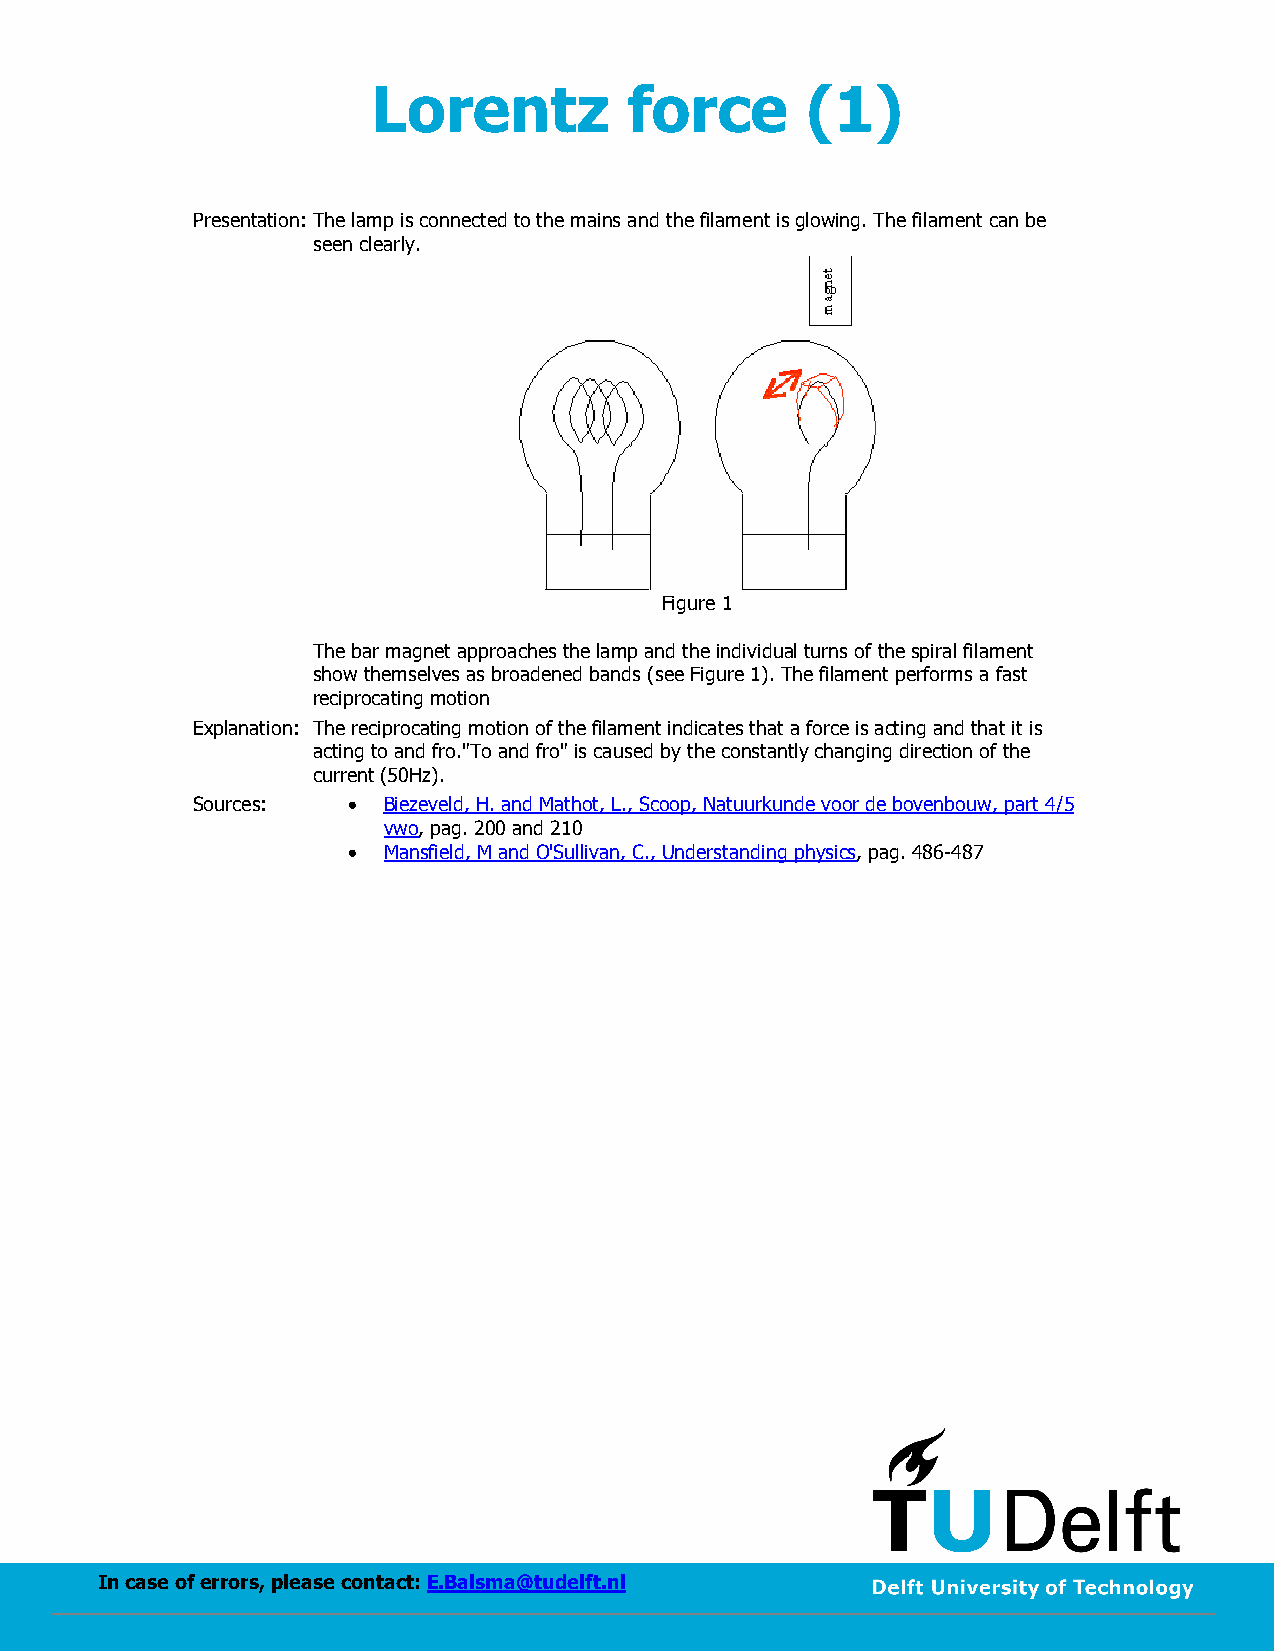 Lorentz force (1)
Presentation: The lamp is connected to the mains and the filament is glowing. The filament can be
seen clearly.
magnet
Figure 1
The bar magnet approaches the lamp and the individual turns of the spiral filament
show themselves as broadened bands (see Figure 1). The filament performs a fast
reciprocating motion
Explanation: The reciprocating motion of the filament indicates that a force is acting and that it is
acting to and fro."To and fro" is caused by the constantly changing direction of the
current (50Hz).
Sources: • Biezeveld, H. and Mathot, L., Scoop, Natuurkunde voor de bovenbouw, part 4/5
vwo, pag. 200 and 210
• Mansfield, M and O'Sullivan, C., Understanding physics, pag. 486-487
TUDelft
In case of errors, please contact: E.Balsma@tudelft.nl
Delft University of Technology